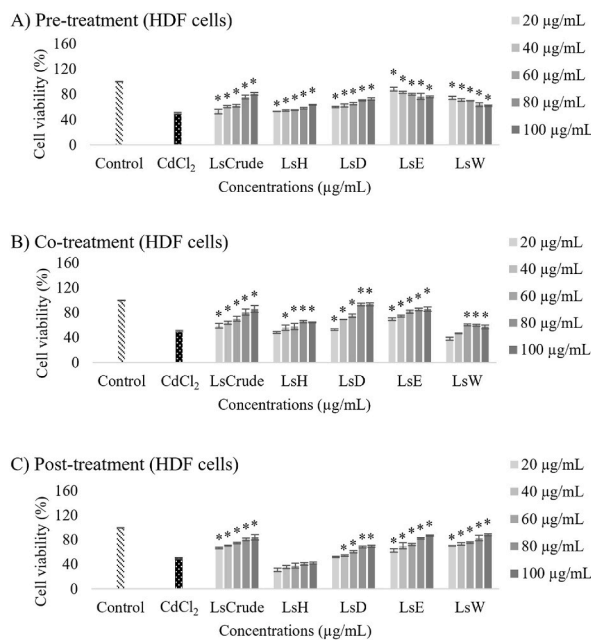 A) Pre-treatment (HDF cells)
Cell viability (%)
160
120
80
40
0
* * * * *
* * * * *
* * * * *
* * * * *
* * * * *
Control CdCl₂ LsCrude LsH LsD LsE LsW
Concentrations (µg/mL)
20 µg/mL
40 µg/mL
60 µg/mL
80 µg/mL
100 µg/mL
B) Co-treatment (HDF cells)
Cell viability (%)
160
120
80
40
0
* * * * *
* * * *
* * * * *
* * * * *
* * *
Control CdCl₂ LsCrude LsH LsD LsE LsW
Concentrations (µg/mL)
20 µg/mL
40 µg/mL
60 µg/mL
80 µg/mL
100 µg/mL
C) Post-treatment (HDF cells)
Cell viability (%)
160
120
80
40
0
* * * * *
* * * *
* * * * *
* * * * *
Control CdCl₂ LsCrude LsH LsD LsE LsW
Concentrations (µg/mL)
20 µg/mL
40 µg/mL
60 µg/mL
80 µg/mL
100 µg/mL